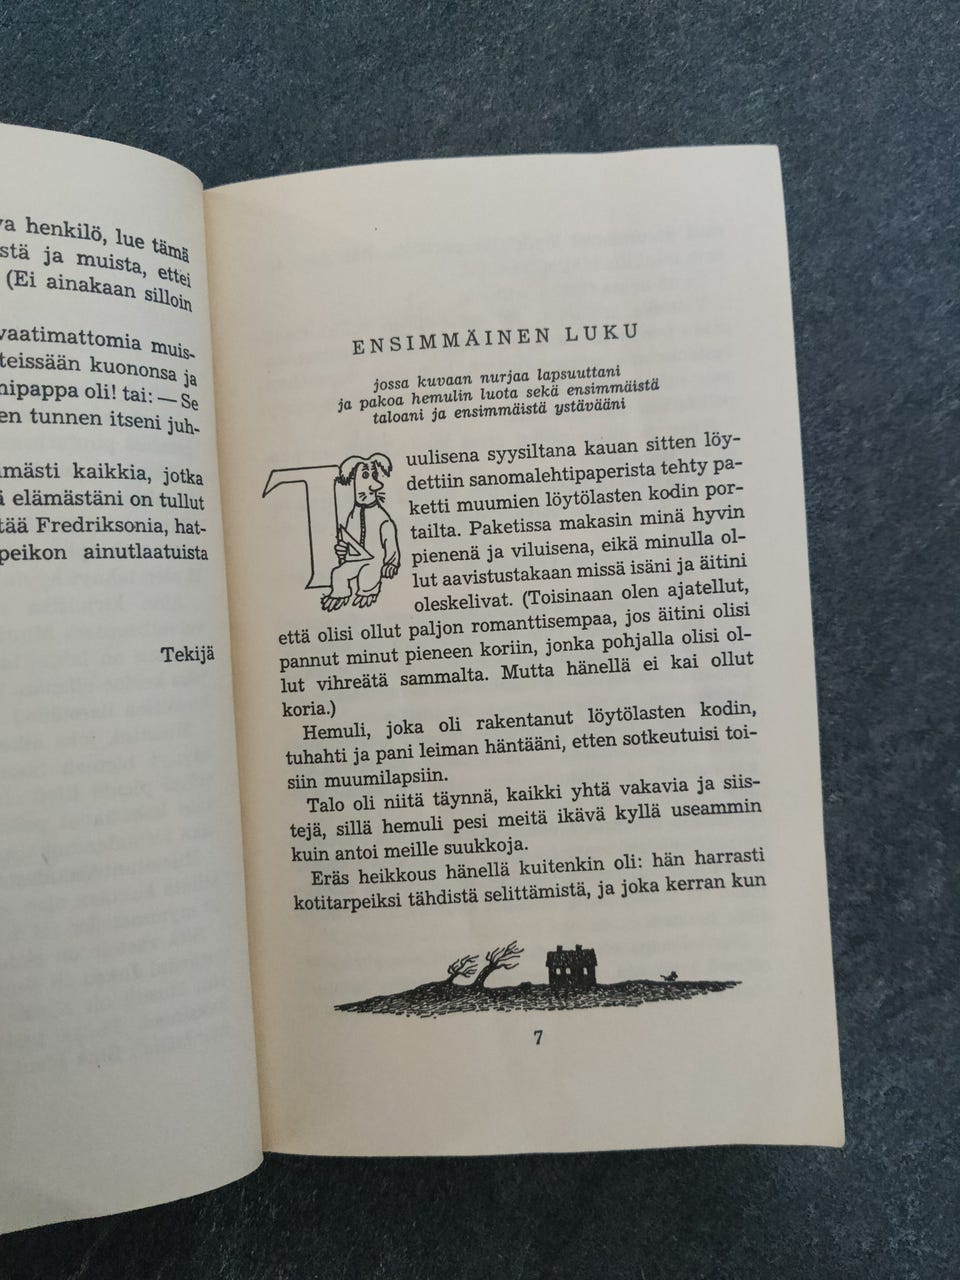 va henkilö, lue tämä
stä ja muista, ettei
(Ei ainakaan silloin
vaatimattomia muis-
teissään kuononsa ja
nipappa oli! tai: — Se
en tunnen itseni juh-
mästi kaikkia, jotka
ä elämästäni on tullut
tää Fredriksonia, hat-
peikon ainutlaatuista
Tekijä
ENSIMMÄINEN LUKU
jossa kuvaan nurjaa lapsuuttani
ja pakoa hemulin luota sekä ensimmäistä
taloani ja ensimmäistä ystävääni
Tuulisena syysiltana kauan sitten löy-
dettiin sanomalehtipaperista tehty pa-
ketti muumien löytölasten kodin por-
tailta. Paketissa makasin minä hyvin
pienenä ja viluisena, eikä minulla ol-
lut aavistustakaan missä isäni ja äitini
oleskelivat. (Toisinaan olen ajatellut,
että olisi ollut paljon romanttisempaa, jos äitini olisi
pannut minut pieneen koriin, jonka pohjalla olisi ol-
lut vihreätä sammalta. Mutta hänellä ei kai ollut
koria.)
Hemuli, joka oli rakentanut löytölasten kodin,
tuhahti ja pani leiman häntääni, etten sotkeutuisi toi-
siin muumilapsiin.
Talo oli niitä täynnä, kaikki yhtä vakavia ja siis-
tejä, sillä hemuli pesi meitä ikävä kyllä useammin
kuin antoi meille suukkoja.
Eräs heikkous hänellä kuitenkin oli: hän harrasti
kotitarpeiksi tähdistä selittämistä, ja joka kerran kun
7